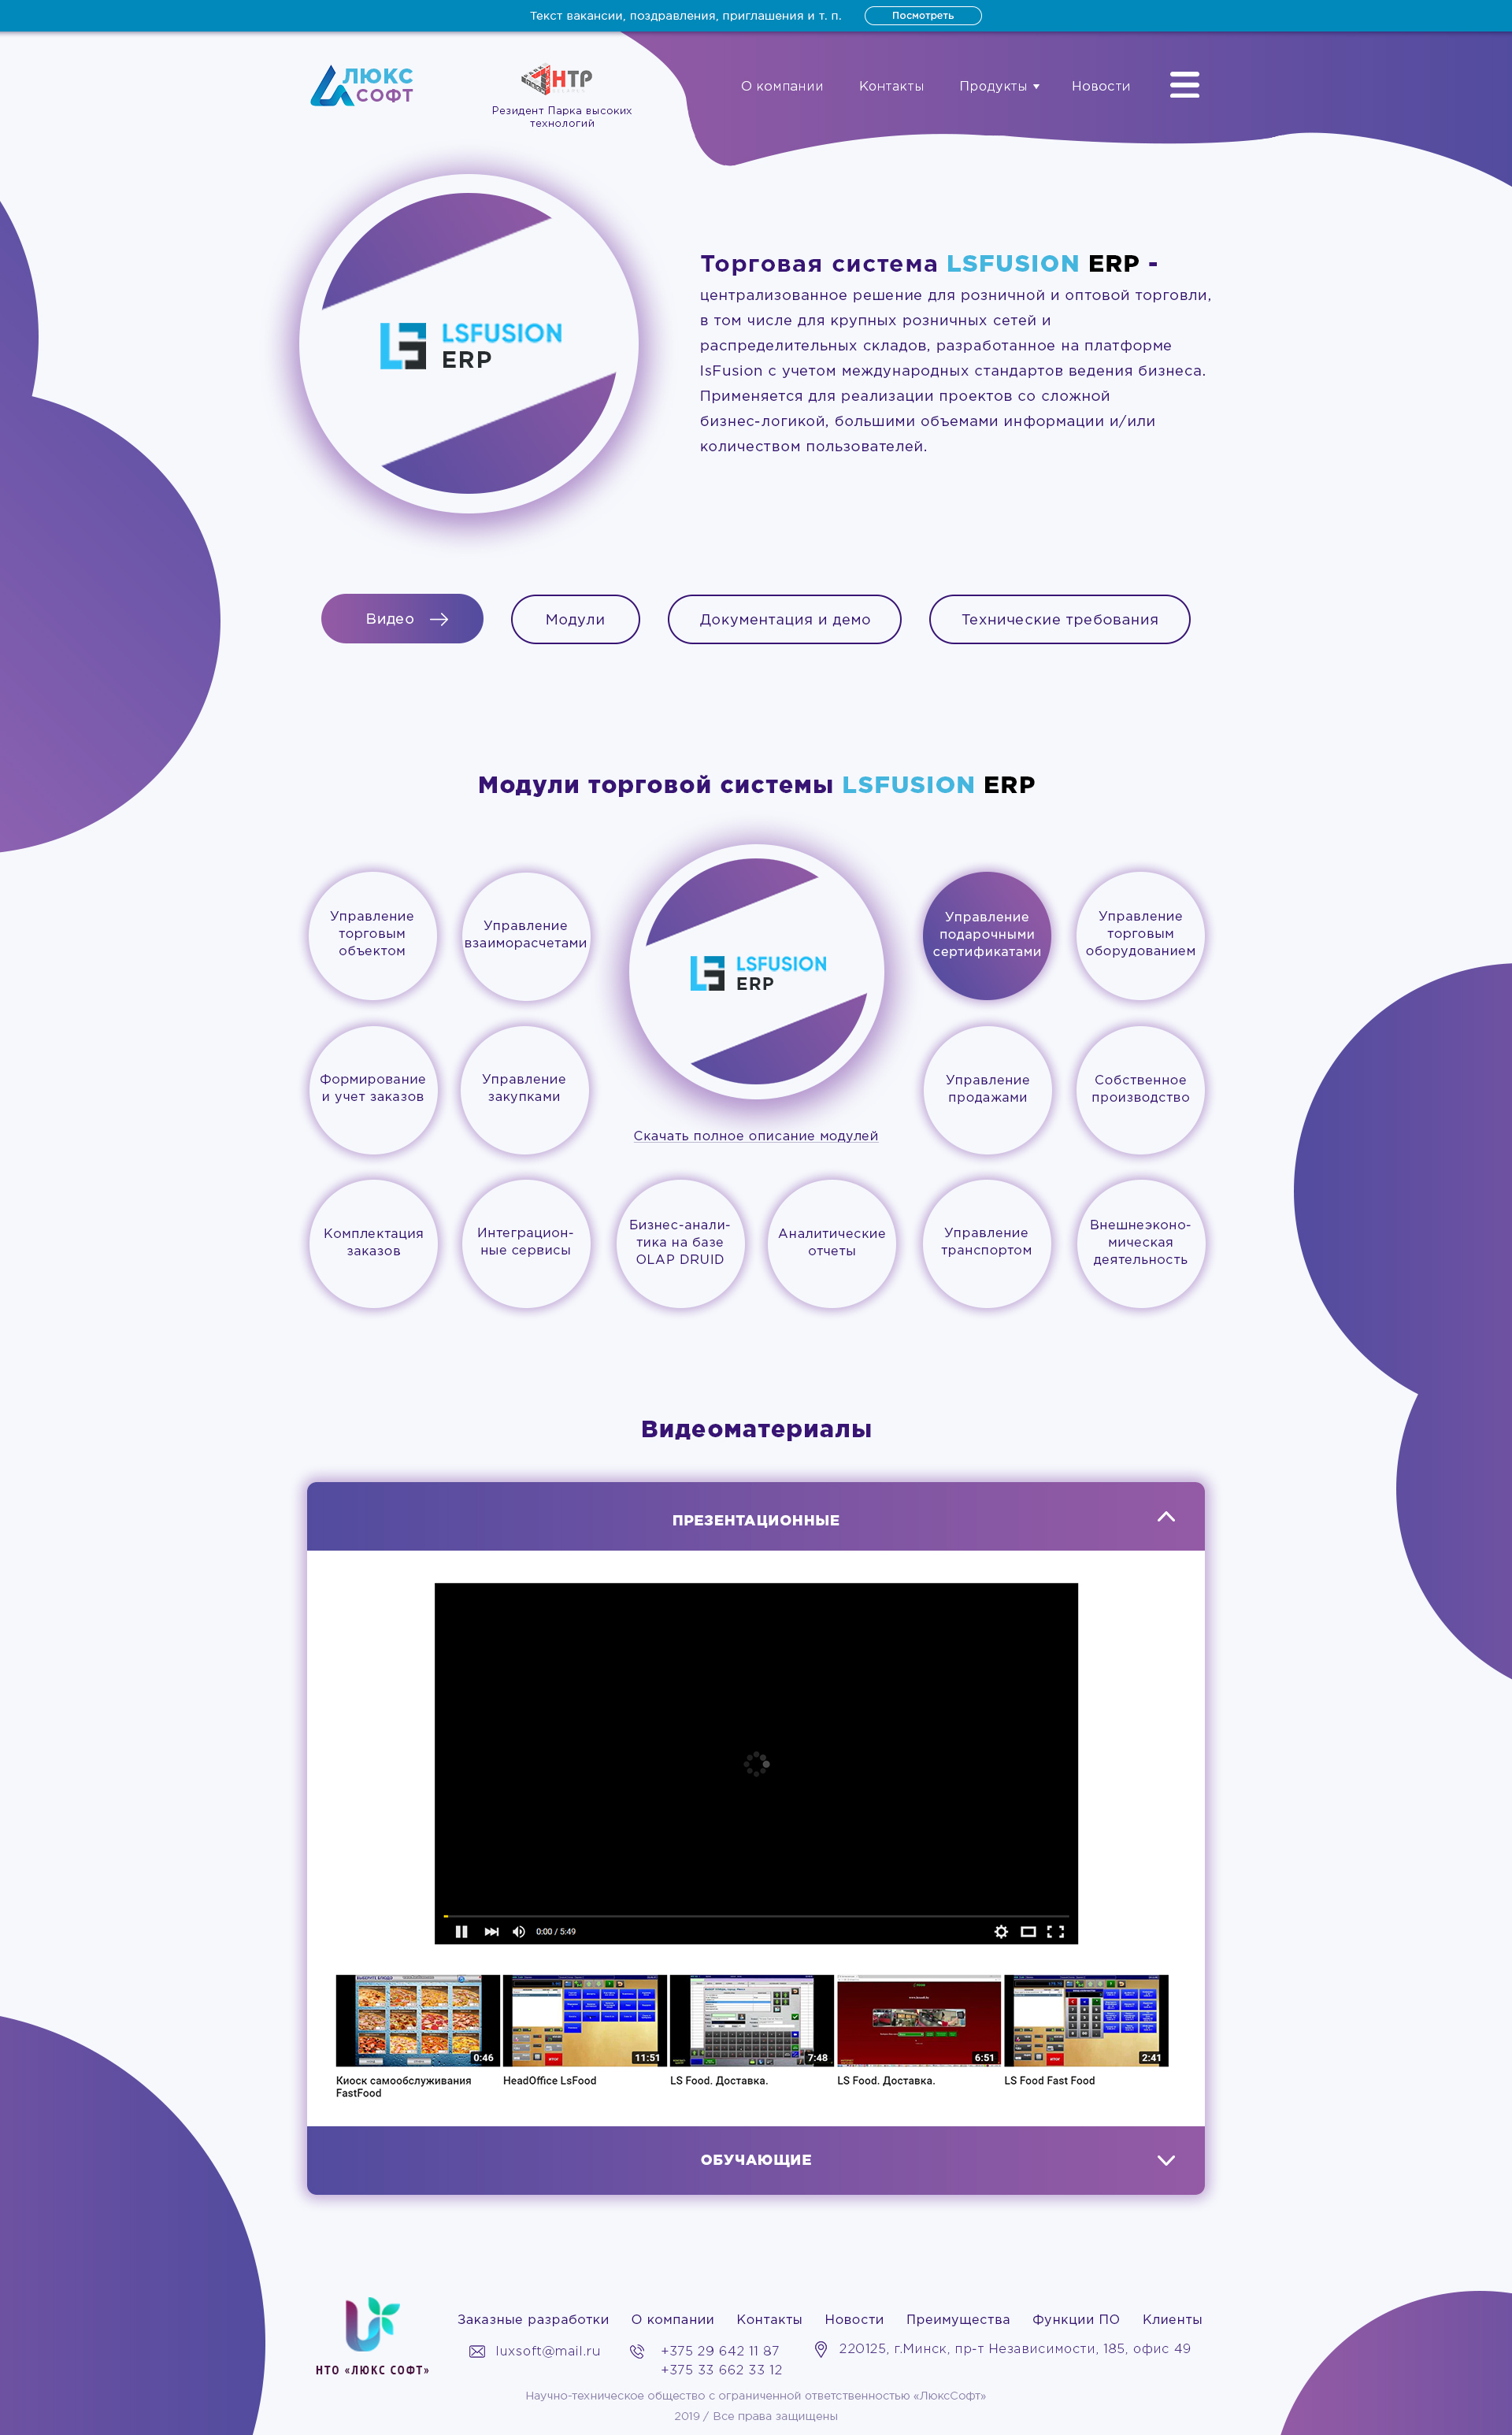 Текст вакансии, поздравления, приглашения и т. п.
Посмотреть
ЛЮКС
СОФТ
НТР
Резидент Парка высоких
технологий
О компании
Контакты
Продукты
Новости
LSFUSION
ERP
Торговая система LSFUSION ERP -
централизованное решение для розничной и оптовой торговли,
в том числе для крупных розничных сетей и
распределительных складов, разработанное на платформе
lsFusion с учетом международных стандартов ведения бизнеса.
Применяется для реализации проектов со сложной
бизнес-логикой, большими объемами информации и/или
количеством пользователей.
Видео
Модули
Документация и демо
Технические требования
Модули торговой системы LSFUSION ERP
Управление
торговым
объектом
Управление
взаиморасчетами
LSFUSION
ERP
Управление
подарочными
сертификатами
Управление
торговым
оборудованием
Формирование
и учет заказов
Управление
закупками
Управление
продажами
Собственное
производство
Скачать полное описание модулей
Комплектация
заказов
Интеграцион-
ные сервисы
Бизнес-анали-
тика на базе
OLAP DRUID
Аналитические
отчеты
Управление
транспортом
Внешнеэконо-
мическая
деятельность
Видеоматериалы
ПРЕЗЕНТАЦИОННЫЕ
0:00 / 5:49
ВЫБЕРИТЕ БЛЮДО
0:46
11:51
7:48
6:51
2:41
Киоск самообслуживания
FastFood
HeadOffice LsFood
LS Food. Доставка.
LS Food. Доставка.
LS Food Fast Food
ОБУЧАЮЩИЕ
НТО «ЛЮКС СОФТ»
Заказные разработки
О компании
Контакты
Новости
Преимущества
Функции ПО
Клиенты
luxsoft@mail.ru
+375 29 642 11 87
+375 33 662 33 12
220125, г.Минск, пр-т Независимости, 185, офис 49
Научно-техническое общество с ограниченной ответственностью «ЛюксСофт»
2019 / Все права защищены